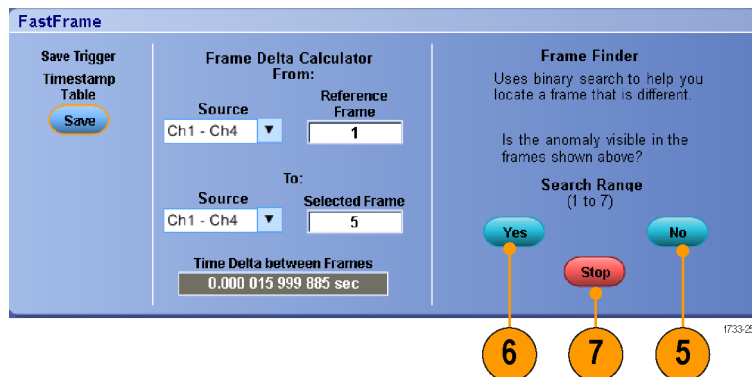 FastFrame
Save Trigger
Timestamp
Table
Save
Frame Delta Calculator
From:
Source
Reference
Frame
Ch1 - Ch4
1
To:
Source
Selected Frame
Ch1 - Ch4
5
Time Delta between Frames
0.000 015 999 885 sec
Frame Finder
Uses binary search to help you
locate a frame that is different.
Is the anomaly visible in the
frames shown above?
Search Range
(1 to 7)
Yes
No
Stop
6
7
5